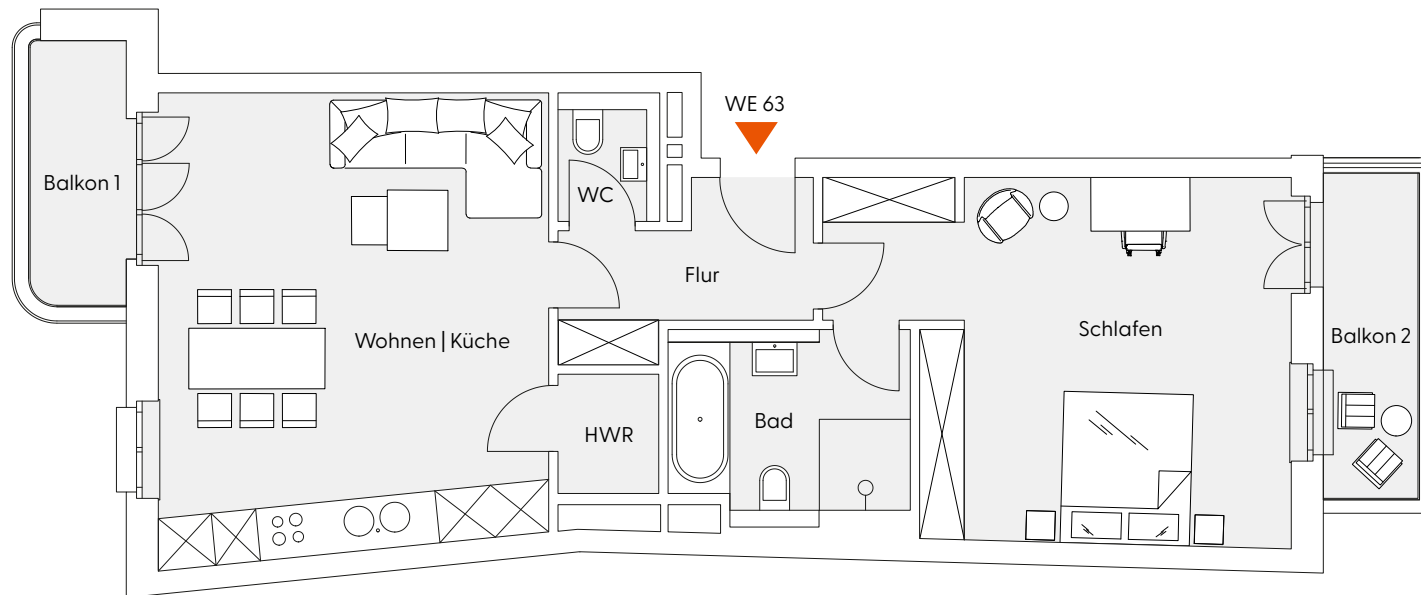 WE 63
Balkon 1
WC
Flur
Wohnen | Küche
Schlafen
Balkon 2
HWR
Bad